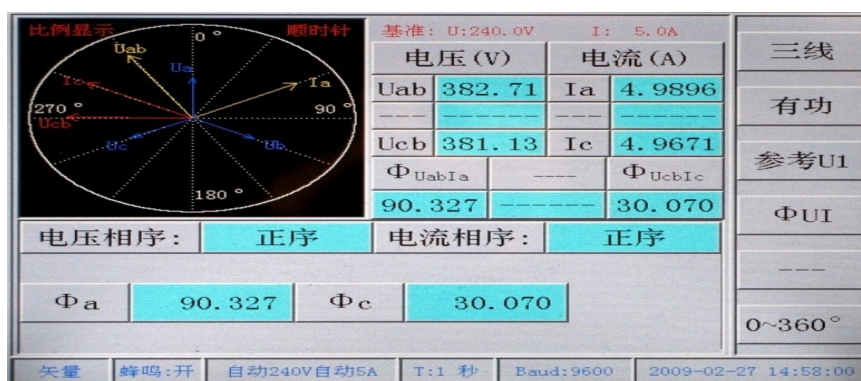 比例显示 顺时针 基准: U:240.0V I: 5.0A
0°
Uab
Ua
Ic
Ia
270°
90°
Ucb
Uc
Ub
180°
电压(V) 电流(A)
Uab 382.71 Ia 4.9896
--- ------ --- ------
Ucb 381.13 Ic 4.9671
ΦUabIa ---- ΦUcbIc
90.327 ------ 30.070
电压相序: 正序 电流相序: 正序
Φa 90.327 Φc 30.070
三线
有功
参考U1
ΦUI
---
0~360°
矢量 蜂鸣:开 自动240V自动5A T:1 秒 Baud:9600 2009-02-27 14:58:00